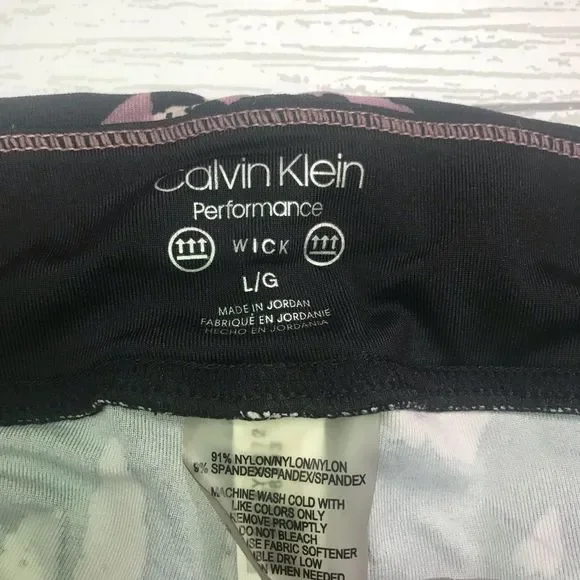 Calvin Klein
Performance
WICK
L/G
MADE IN JORDAN
FABRIQUÉ EN JORDANIE
HECHO EN JORDANIA
91% NYLON/NYLON/NYLON
9% SPANDEX/SPANDEX/SPANDEX
MACHINE WASH COLD WITH
LIKE COLORS ONLY
REMOVE PROMPTLY
DO NOT BLEACH
USE FABRIC SOFTENER
DRY LOW
WHEN NEEDED